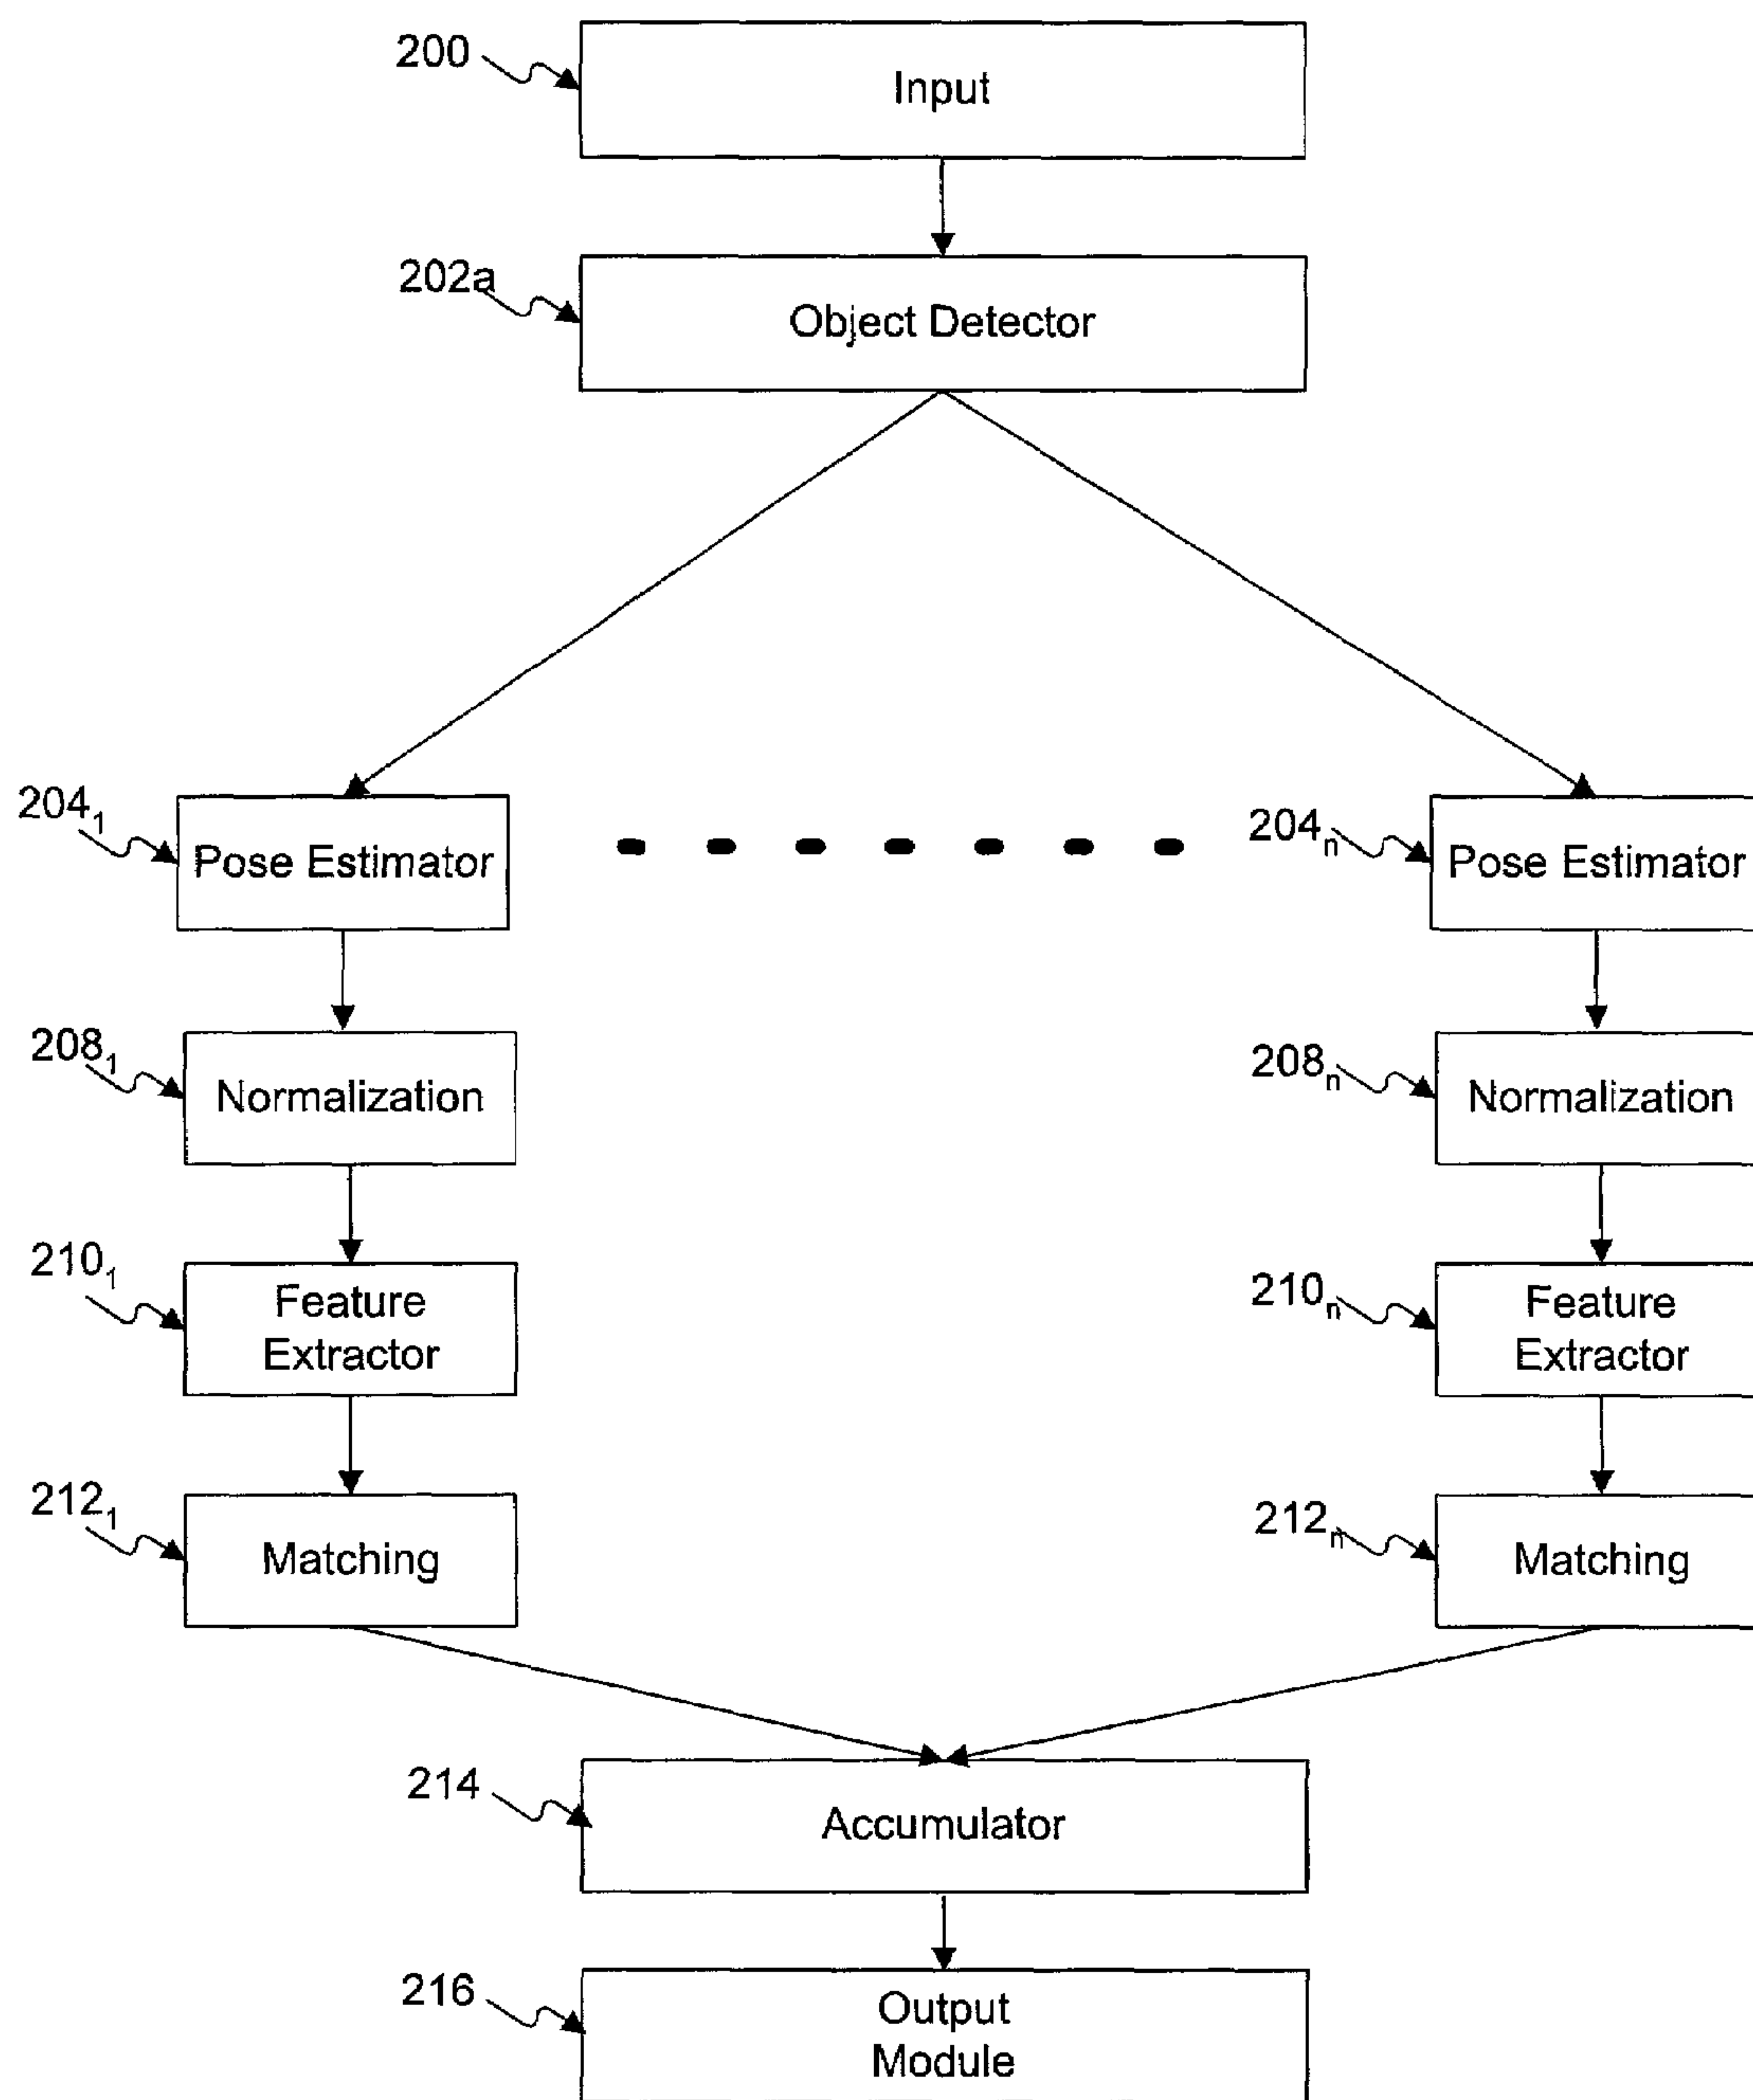 200
Input
202a
Object Detector
204₁
Pose Estimator
204ₙ
Pose Estimator
208₁
Normalization
208ₙ
Normalization
210₁
Feature
Extractor
210ₙ
Feature
Extractor
212₁
Matching
212ₙ
Matching
214
Accumulator
216
Output
Module